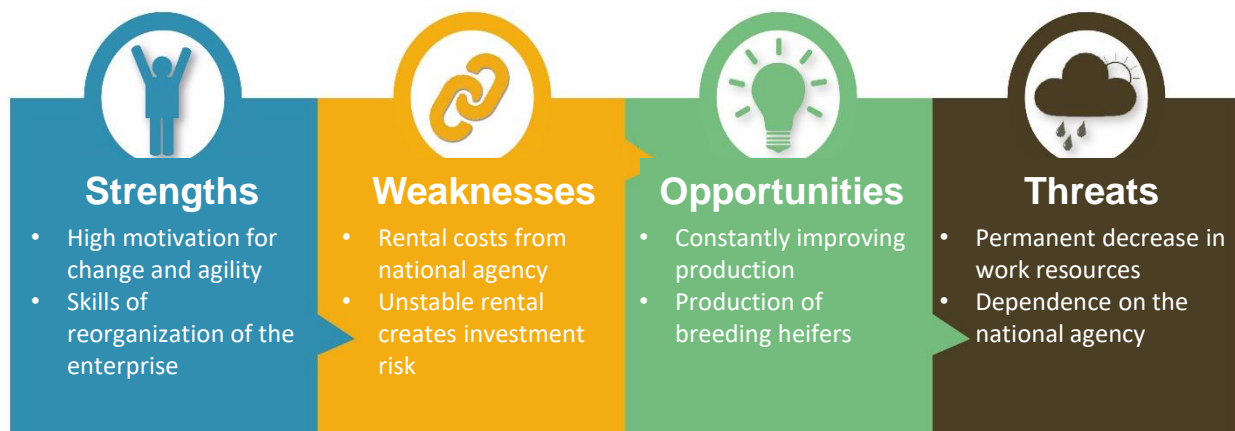 Strengths
• High motivation for
change and agility
• Skills of
reorganization of the
enterprise
Weaknesses
• Rental costs from
national agency
• Unstable rental
creates investment
risk
Opportunities
• Constantly improving
production
• Production of
breeding heifers
Threats
• Permanent decrease in
work resources
• Dependence on the
national agency